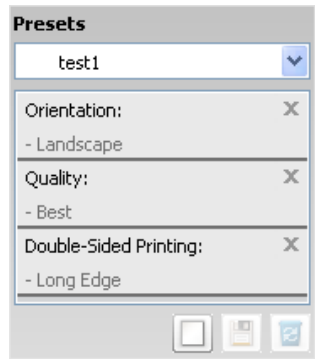 Presets
test1
Orientation:
- Landscape
Quality:
- Best
Double-Sided Printing:
- Long Edge